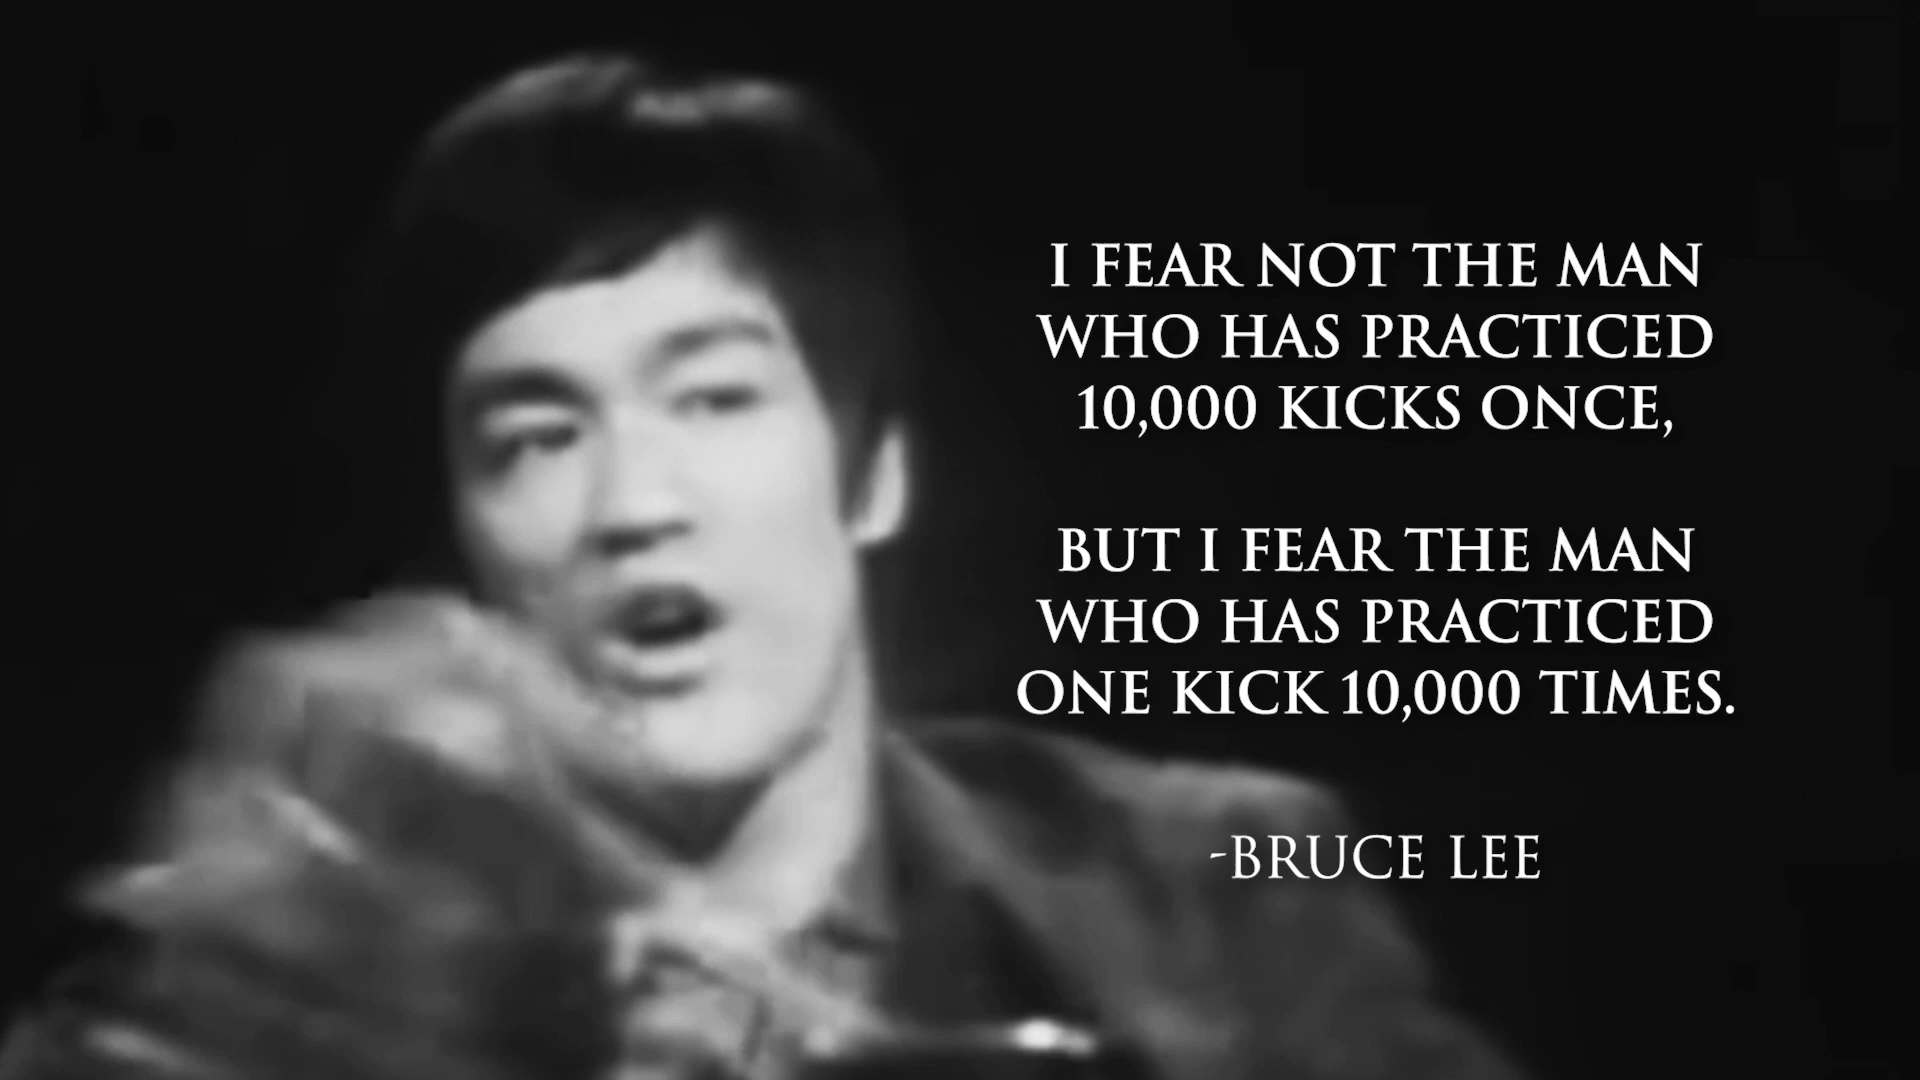 I FEAR NOT THE MAN
WHO HAS PRACTICED
10,000 KICKS ONCE,
BUT I FEAR THE MAN
WHO HAS PRACTICED
ONE KICK 10,000 TIMES.
-BRUCE LEE